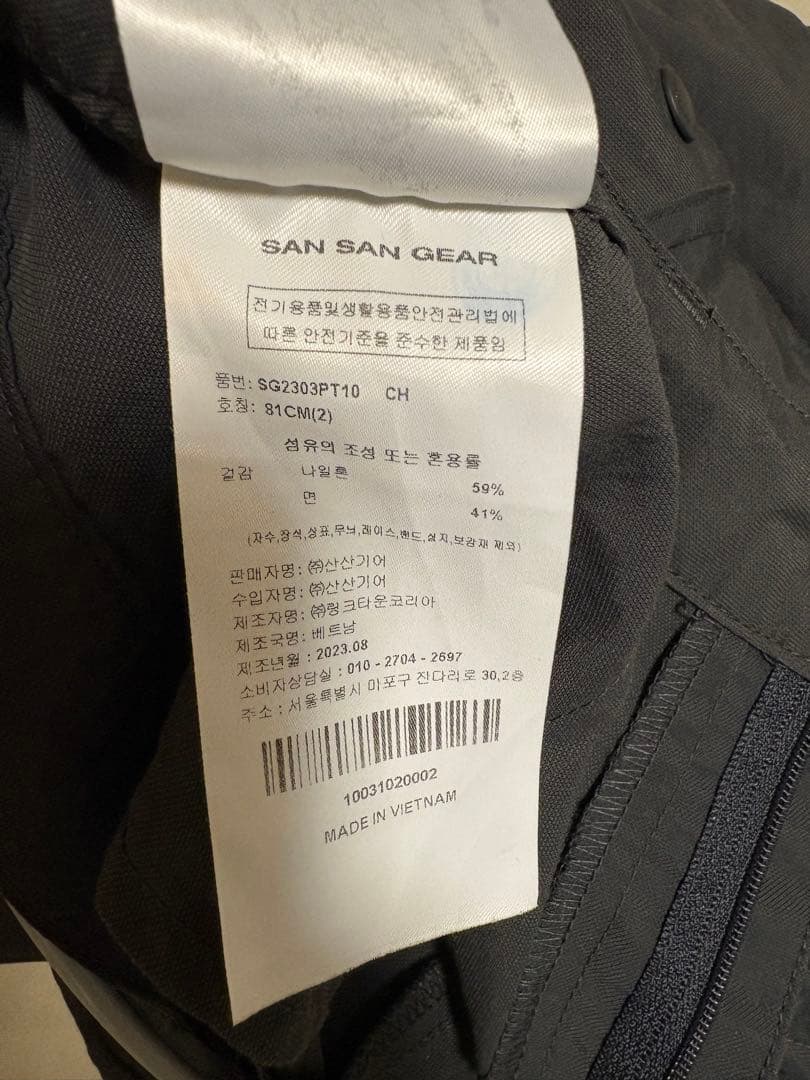 SAN SAN GEAR
전기용품및생활용품안전관리법에
따른 안전기준을 준수한 제품임
품번: SG2303PT10 CH
호칭: 81CM(2)
섬유의 조성 또는 혼용률
겉감 나일론 59%
면 41%
(자수,장식,상표,무늬,레이스,밴드,심지,보강재 제외)
판매자명: ㈜산산기어
수입자명: ㈜산산기어
제조자명: ㈜링크타운코리아
제조국명: 베트남
제조년월 : 2023.08
소비자상담실 : 010 - 2704 - 2697
주소 : 서울특별시 마포구 잔다리로 30,2층
10031020002
MADE IN VIETNAM